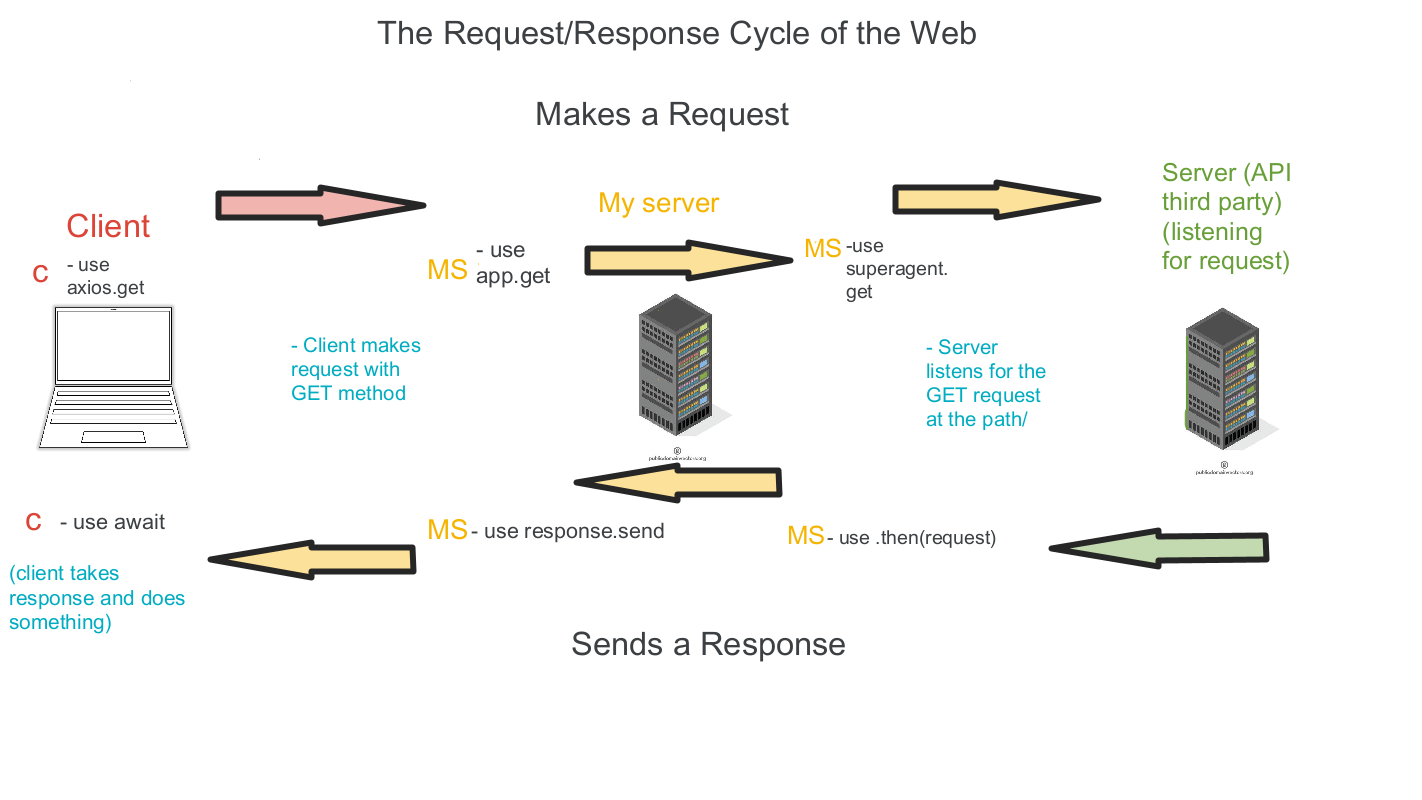 The Request/Response Cycle of the Web
Makes a Request
Client
C
- use
axios.get
- Client makes
request with
GET method
My server
MS
- use
app.get
MS
-use
superagent.
get
Server (API
third party)
(listening
for request)
- Server
listens for the
GET request
at the path/
publicdomainvectors.org
publicdomainvectors.org
C
- use await
(client takes
response and does
something)
MS - use response.send
MS - use .then(request)
Sends a Response